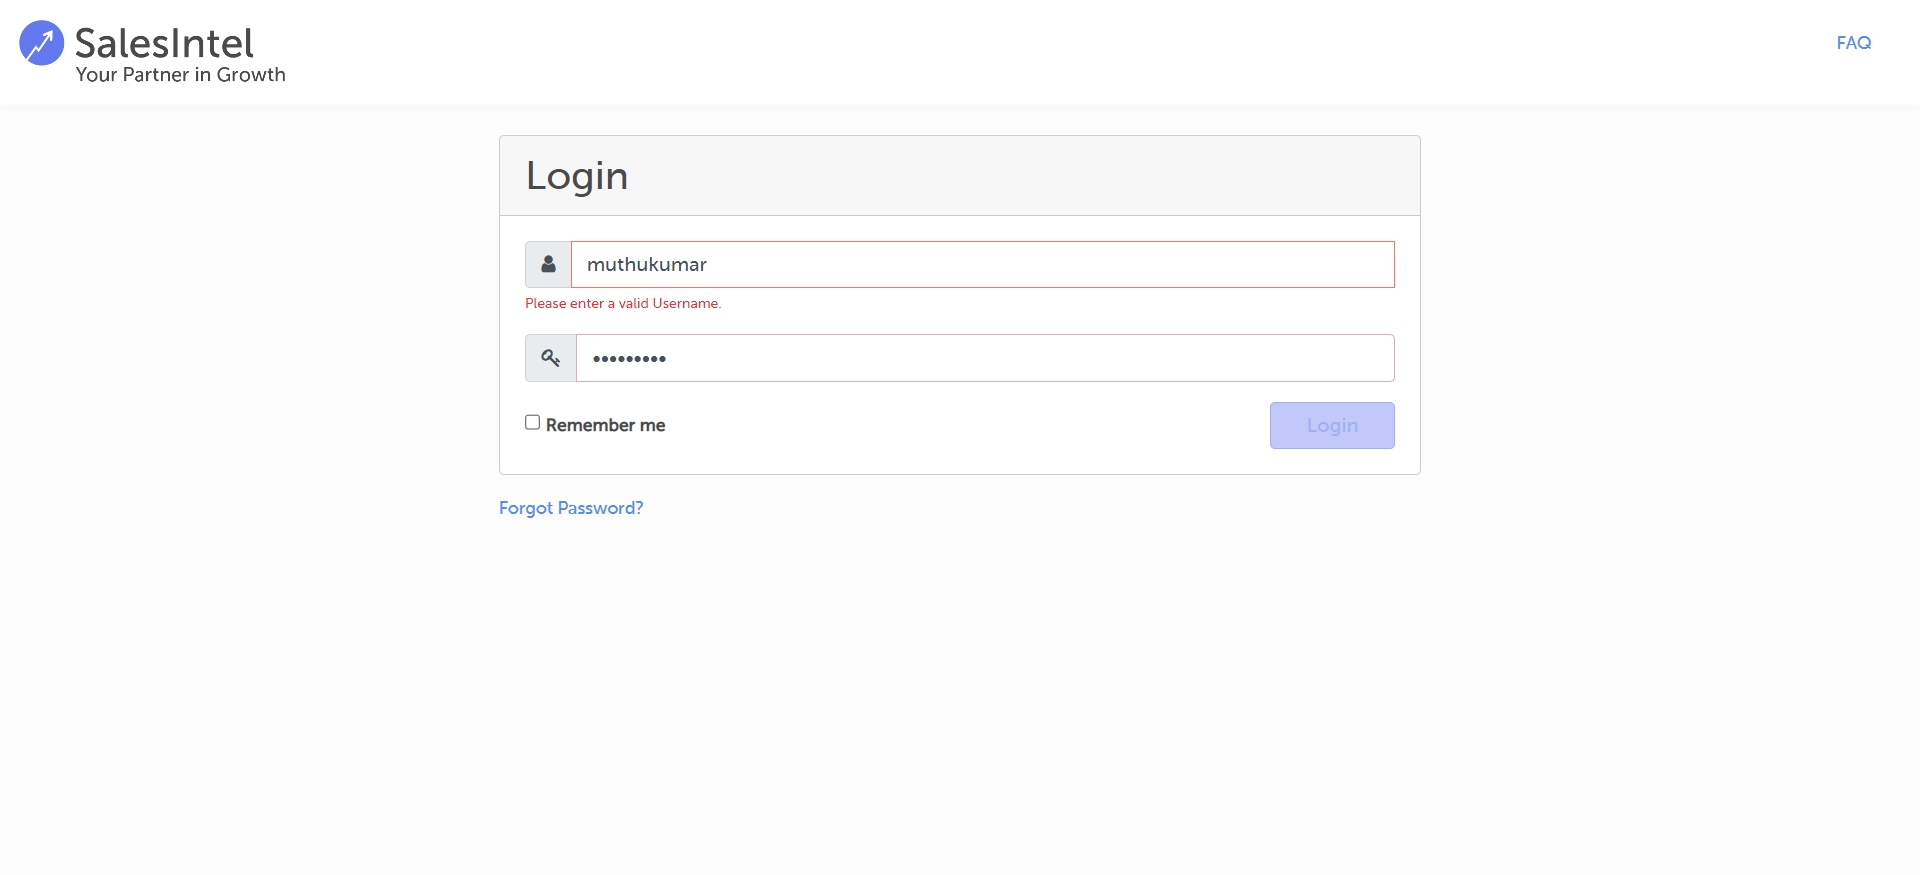 SalesIntel
Your Partner in Growth
FAQ
Login
muthukumar
Please enter a valid Username.
•••••••••
Remember me
Login
Forgot Password?